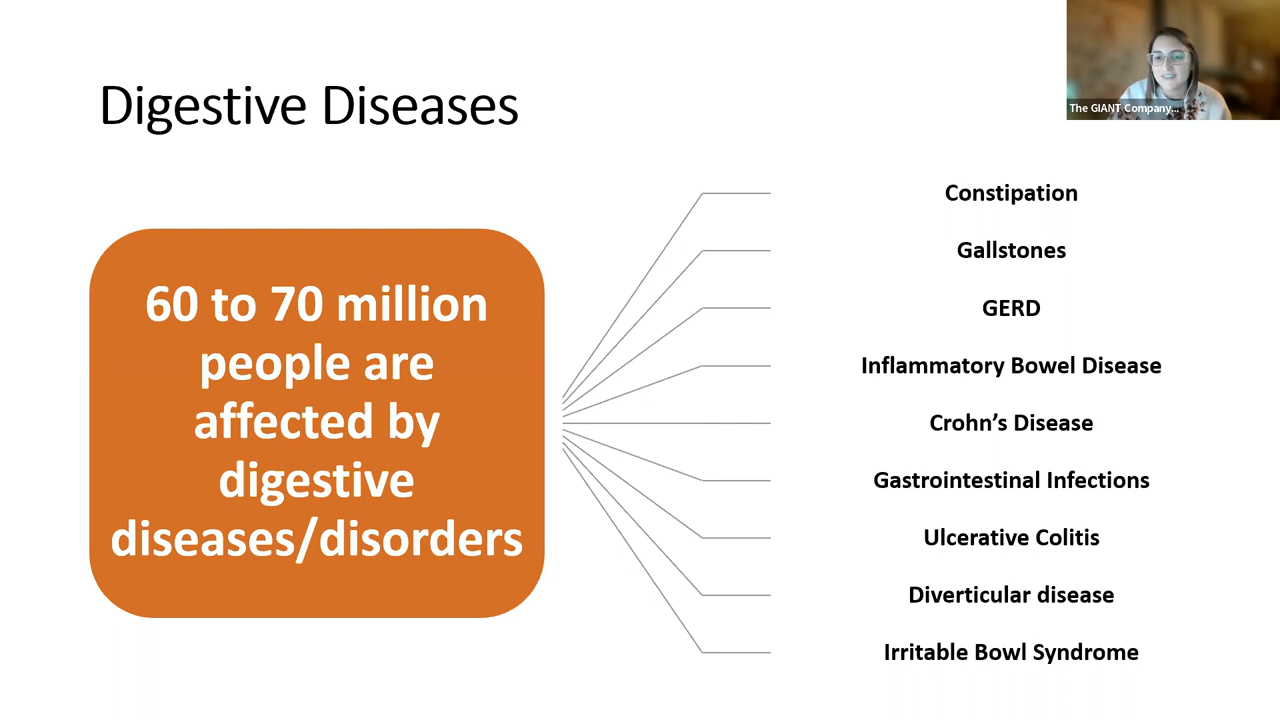 Digestive Diseases
The GIANT Company...
60 to 70 million
people are
affected by
digestive
diseases/disorders
Constipation
Gallstones
GERD
Inflammatory Bowel Disease
Crohn’s Disease
Gastrointestinal Infections
Ulcerative Colitis
Diverticular disease
Irritable Bowl Syndrome